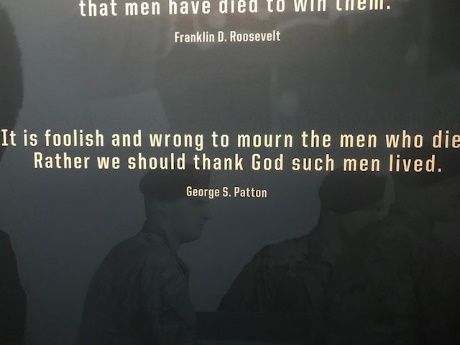 that men have died to win them.
Franklin D. Roosevelt
It is foolish and wrong to mourn the men who die
Rather we should thank God such men lived.
George S. Patton